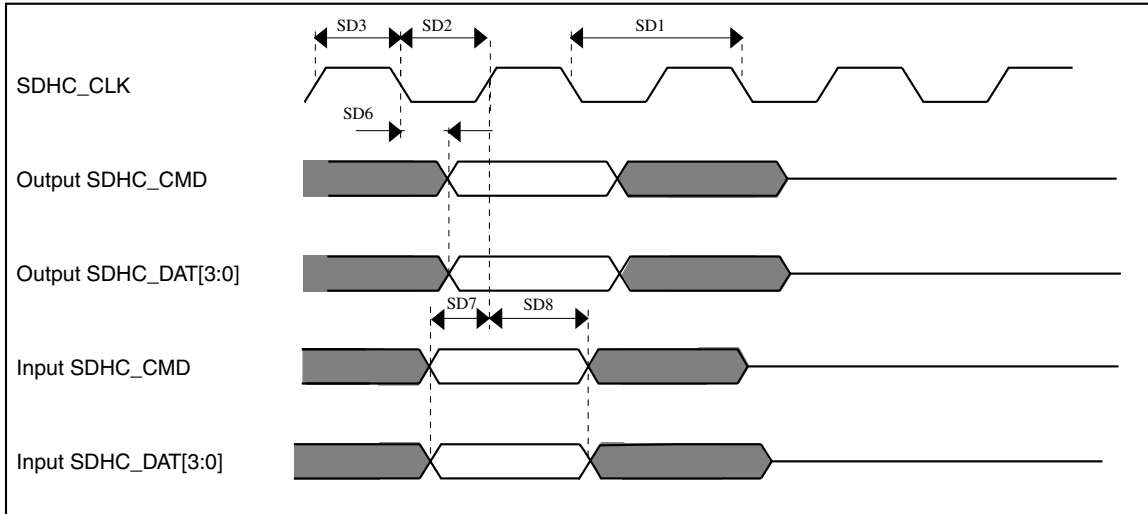 SD3
SD2
SD1
SDHC_CLK
SD6
Output SDHC_CMD
Output SDHC_DAT[3:0]
SD7
SD8
Input SDHC_CMD
Input SDHC_DAT[3:0]